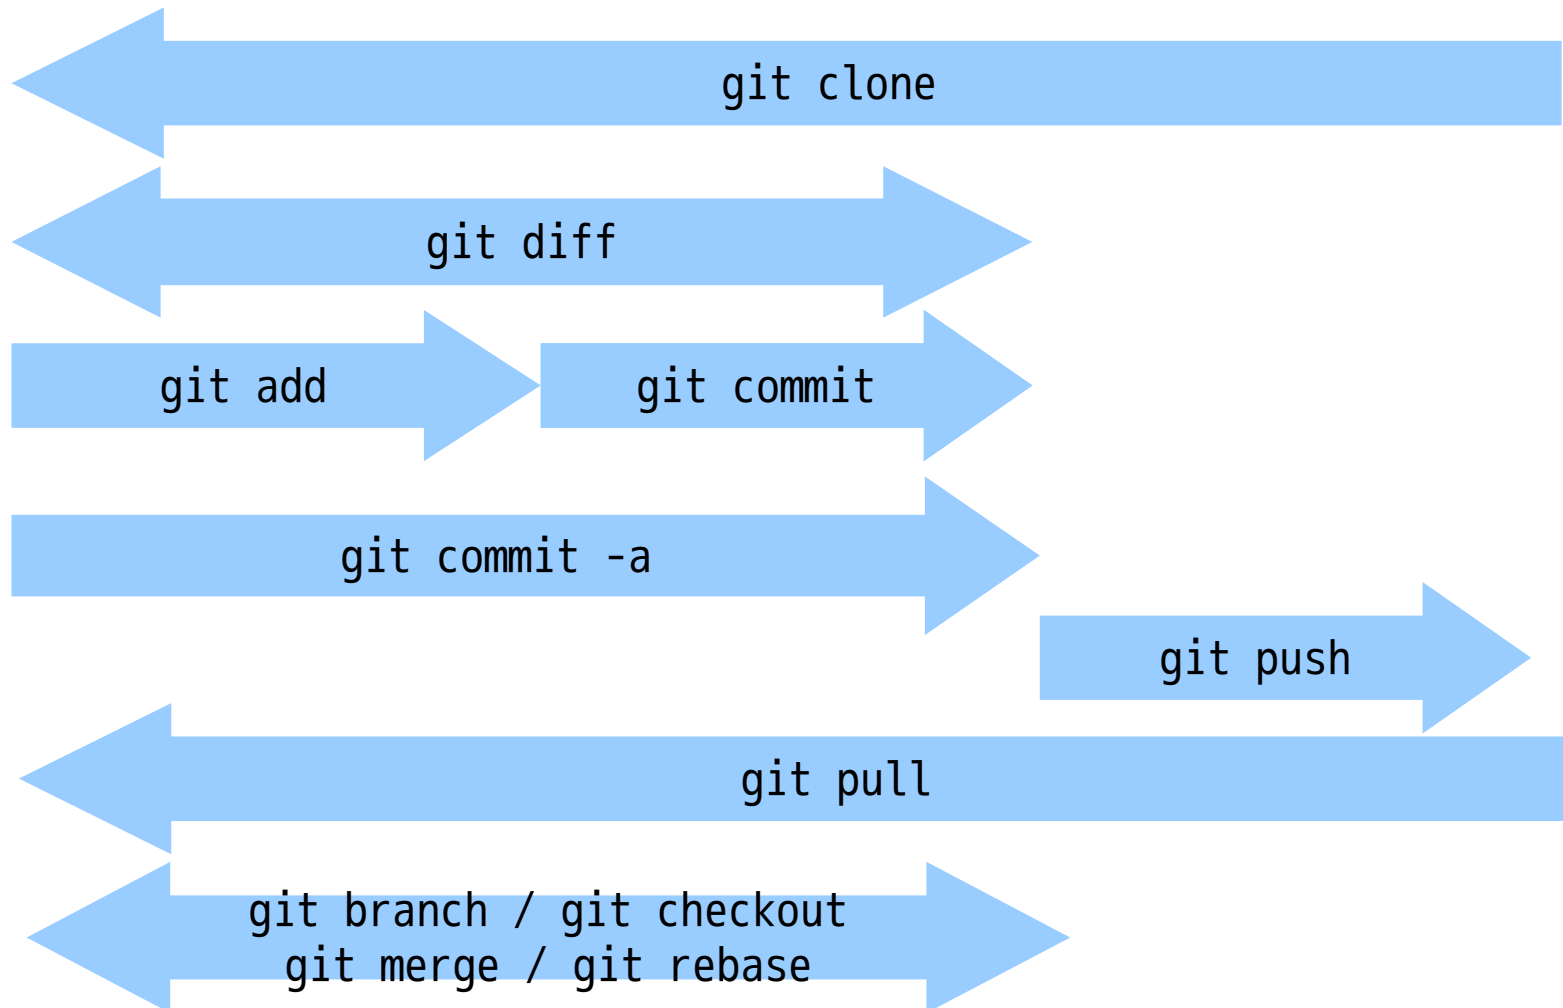 git clone
git diff
git add
git commit
git commit -a
git push
git pull
git branch / git checkout
git merge / git rebase